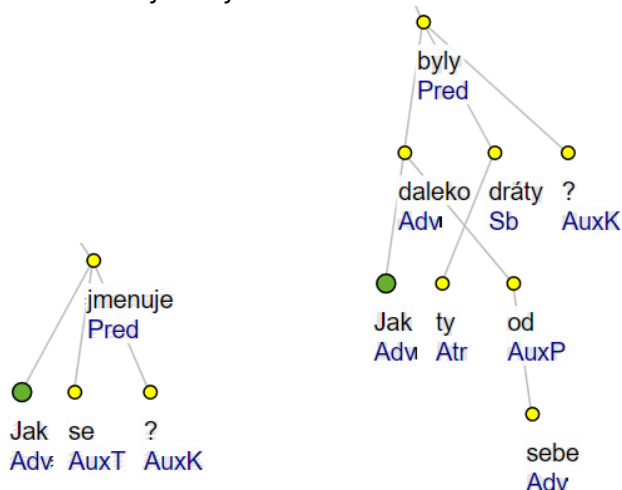 byly
Pred
daleko dráty ?
Adv Sb AuxK
jmenuje
Pred
Jak ty od
Adv Atr AuxP
Jak se ?
Adv AuxT AuxK
sebe
Adv